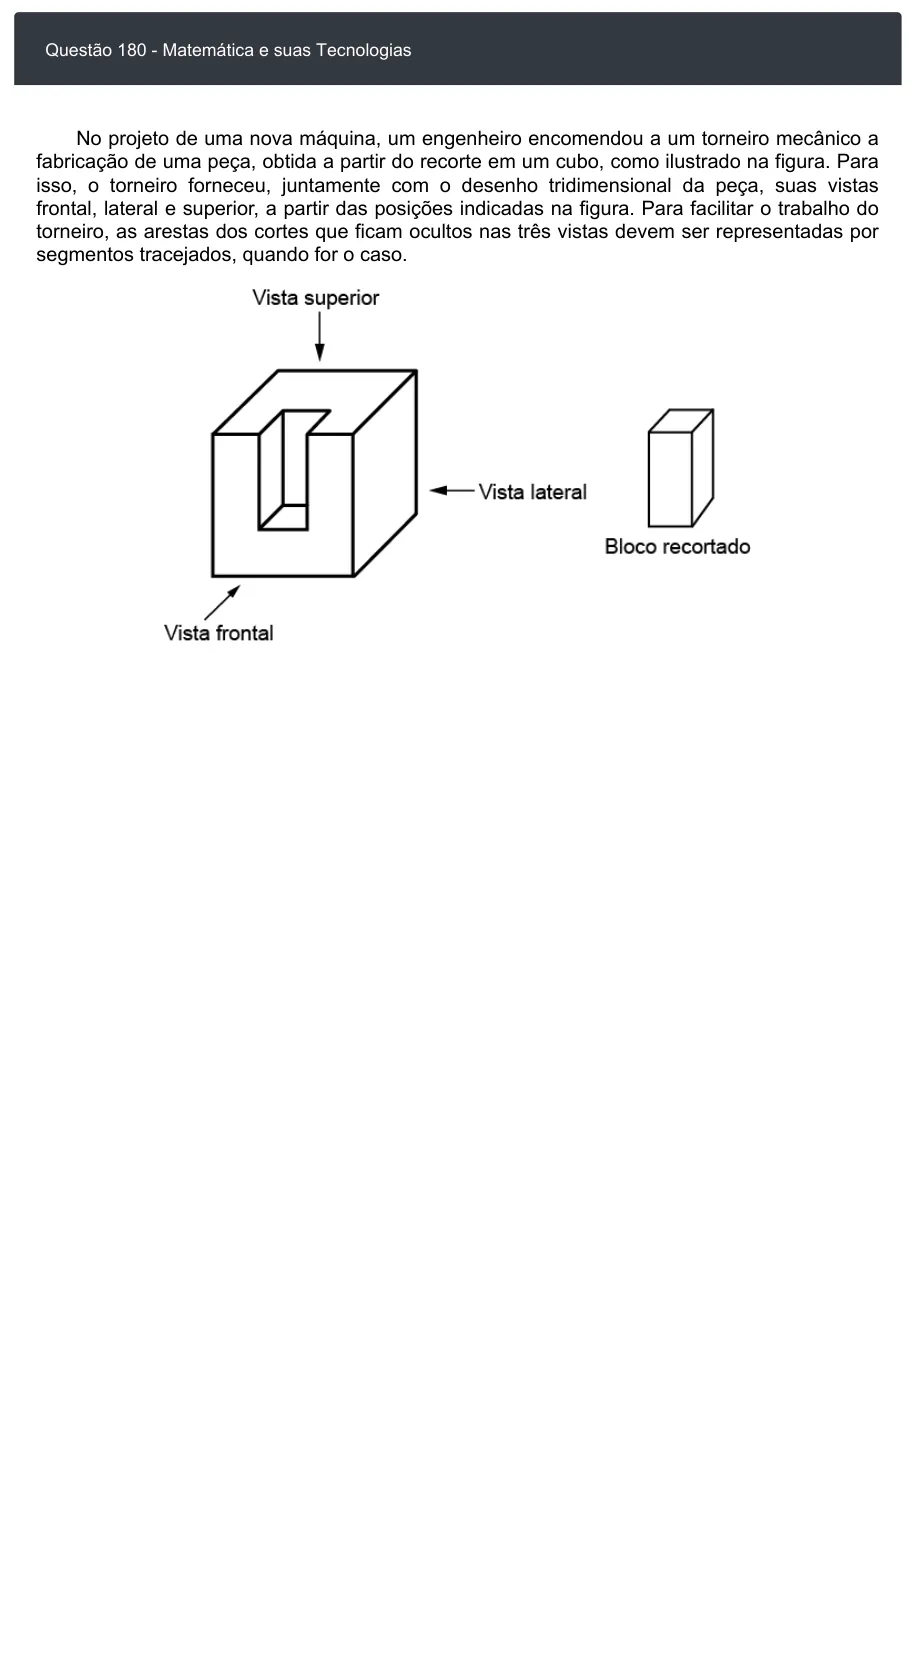 Questão 180 - Matemática e suas Tecnologias
No projeto de uma nova máquina, um engenheiro encomendou a um torneiro mecânico a
fabricação de uma peça, obtida a partir do recorte em um cubo, como ilustrado na figura. Para
isso, o torneiro forneceu, juntamente com o desenho tridimensional da peça, suas vistas
frontal, lateral e superior, a partir das posições indicadas na figura. Para facilitar o trabalho do
torneiro, as arestas dos cortes que ficam ocultos nas três vistas devem ser representadas por
segmentos tracejados, quando for o caso.
Vista superior
Vista lateral
Bloco recortado
Vista frontal